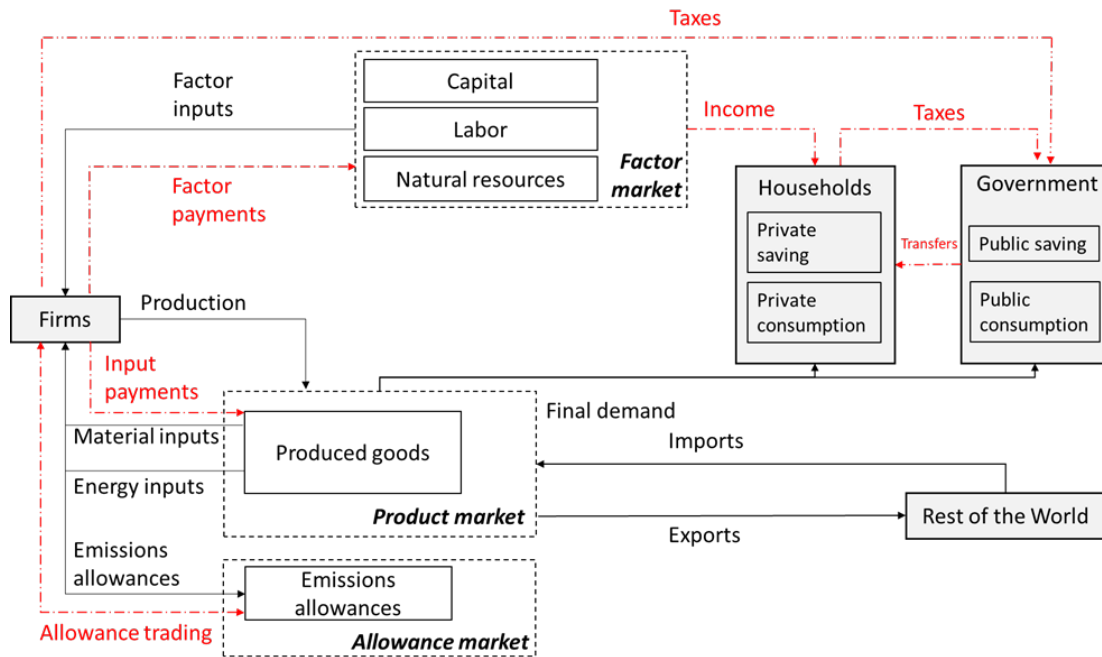 Taxes
Factor
inputs
Capital
Labor
Natural resources
Factor
market
Income
Taxes
Factor
payments
Households
Private
saving
Private
consumption
Transfers
Government
Public saving
Public
consumption
Firms
Production
Input
payments
Material inputs
Energy inputs
Produced goods
Product market
Final demand
Imports
Exports
Rest of the World
Emissions
allowances
Emissions
allowances
Allowance trading
Allowance market